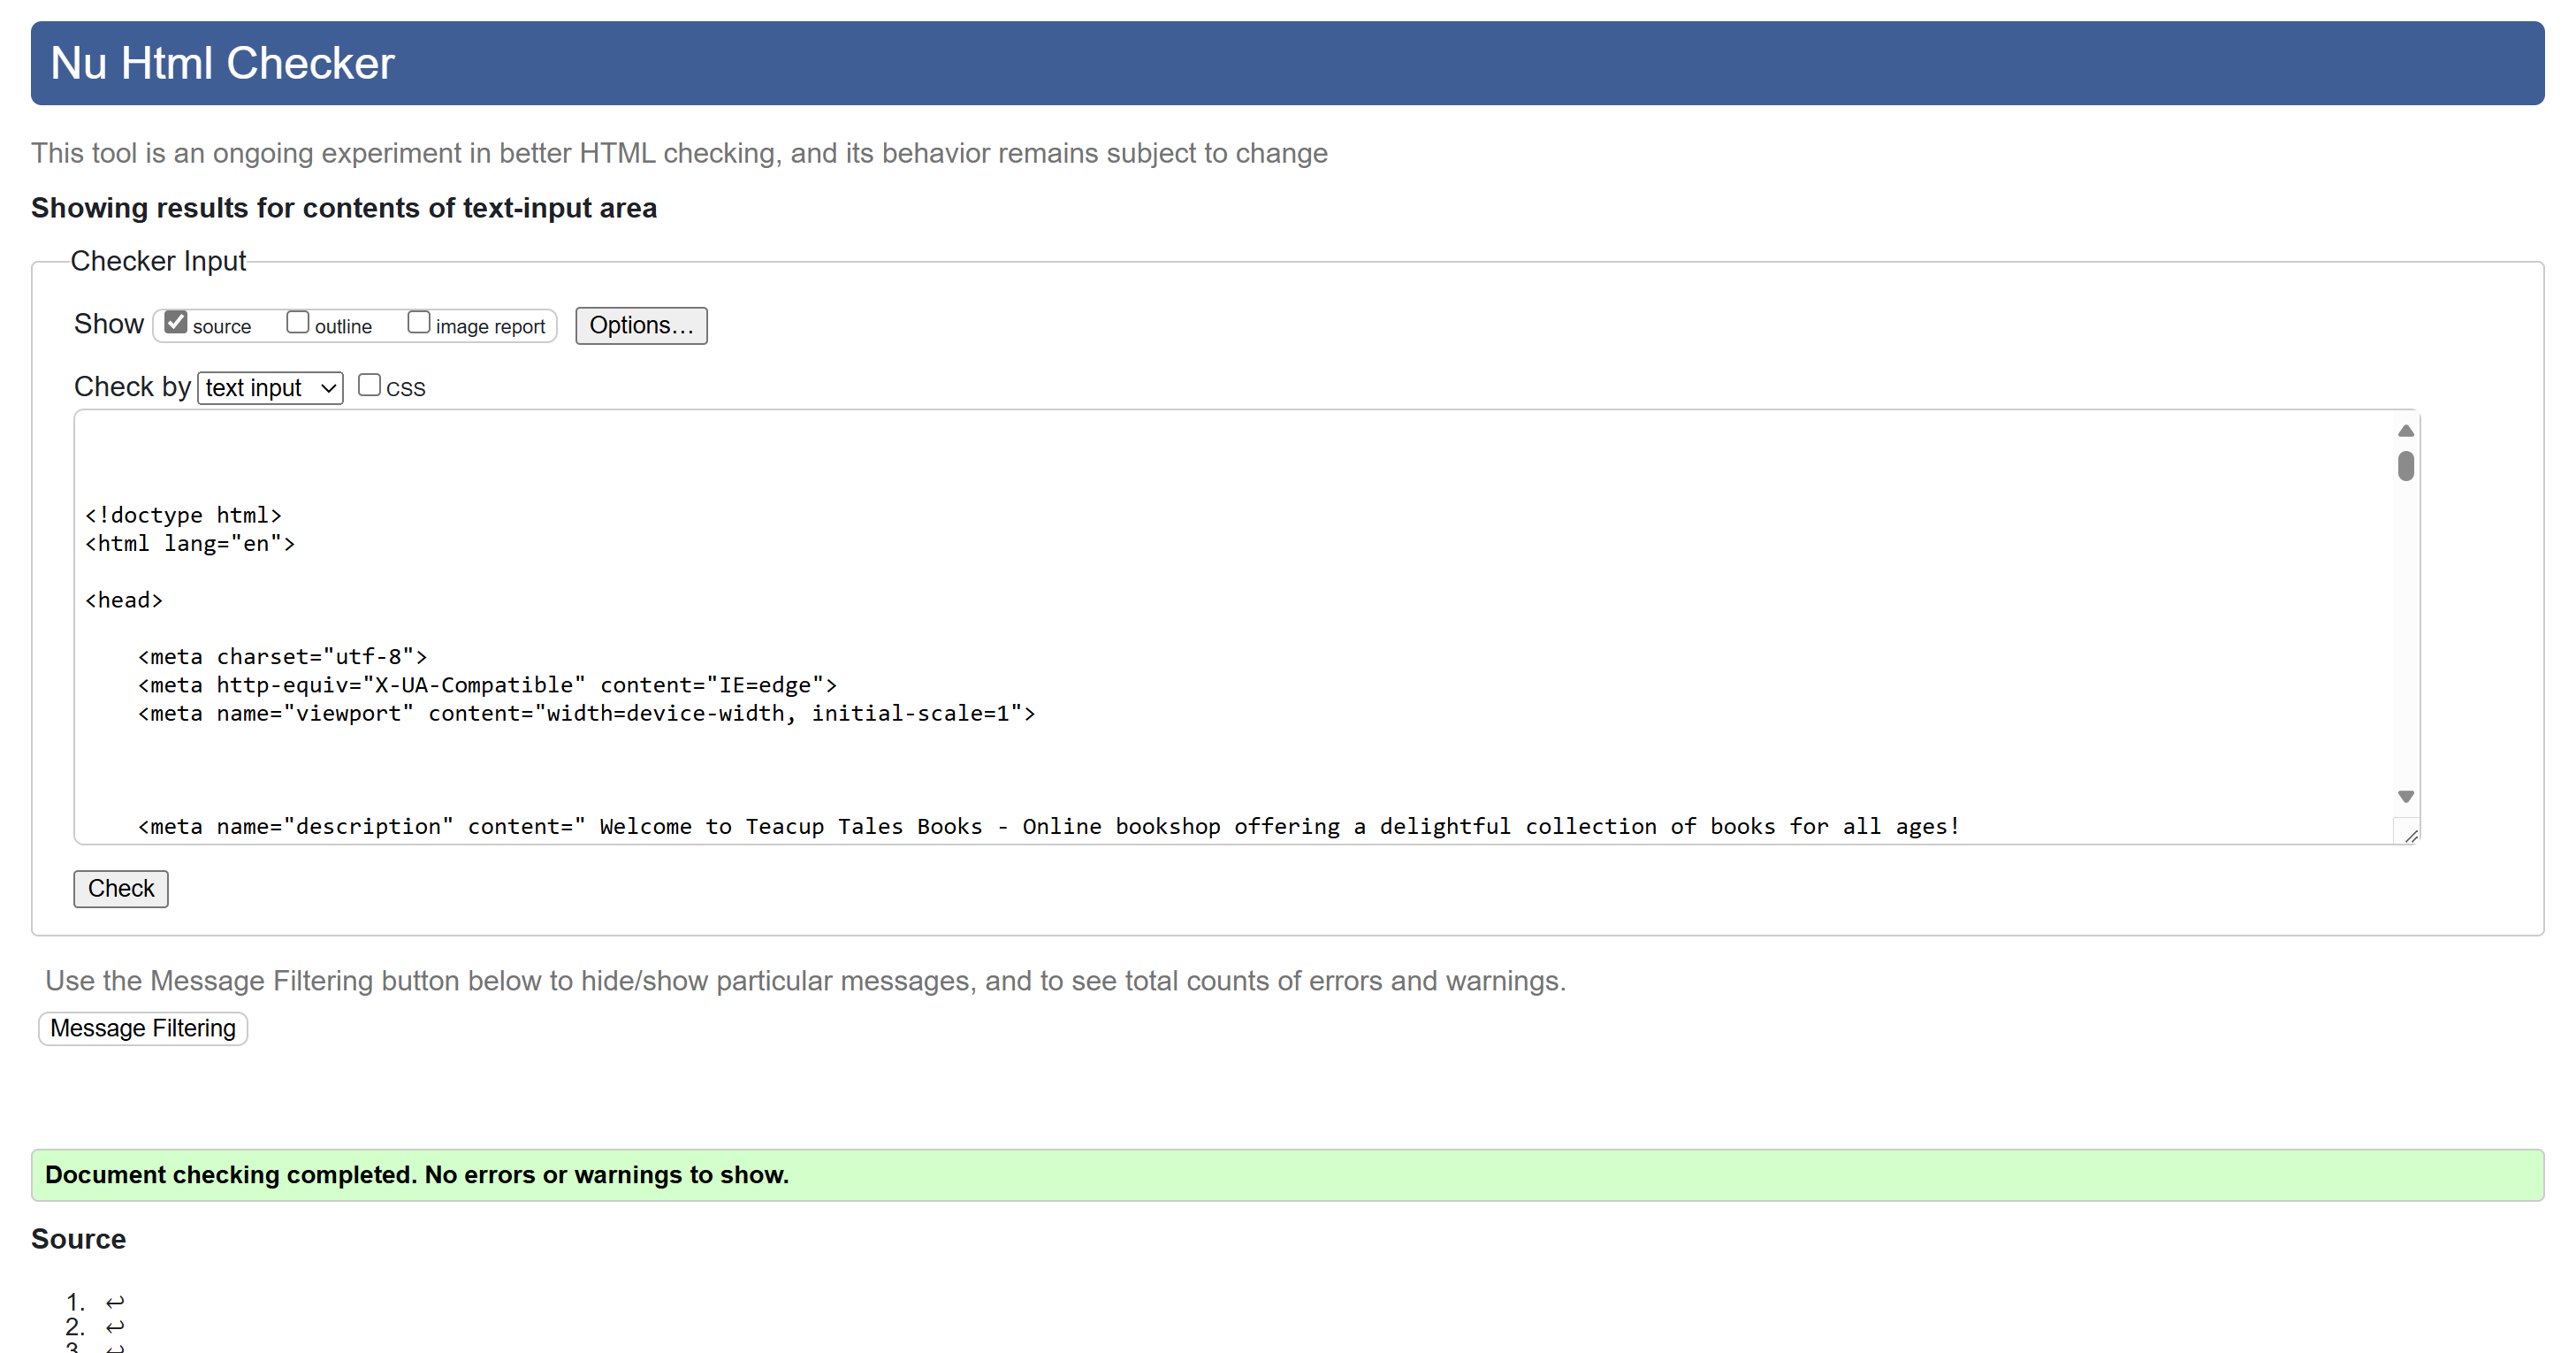 Nu Html Checker
This tool is an ongoing experiment in better HTML checking, and its behavior remains subject to change
Showing results for contents of text-input area
Checker Input
Show source outline image report Options...
Check by text input CSS
<!doctype html>
<html lang="en">
<head>
<meta charset="utf-8">
<meta http-equiv="X-UA-Compatible" content="IE=edge">
<meta name="viewport" content="width=device-width, initial-scale=1">
<meta name="description" content=" Welcome to Teacup Tales Books - Online bookshop offering a delightful collection of books for all ages!
Check
Use the Message Filtering button below to hide/show particular messages, and to see total counts of errors and warnings.
Message Filtering
Document checking completed. No errors or warnings to show.
Source
1. ↩
2. ↩
3. ↩